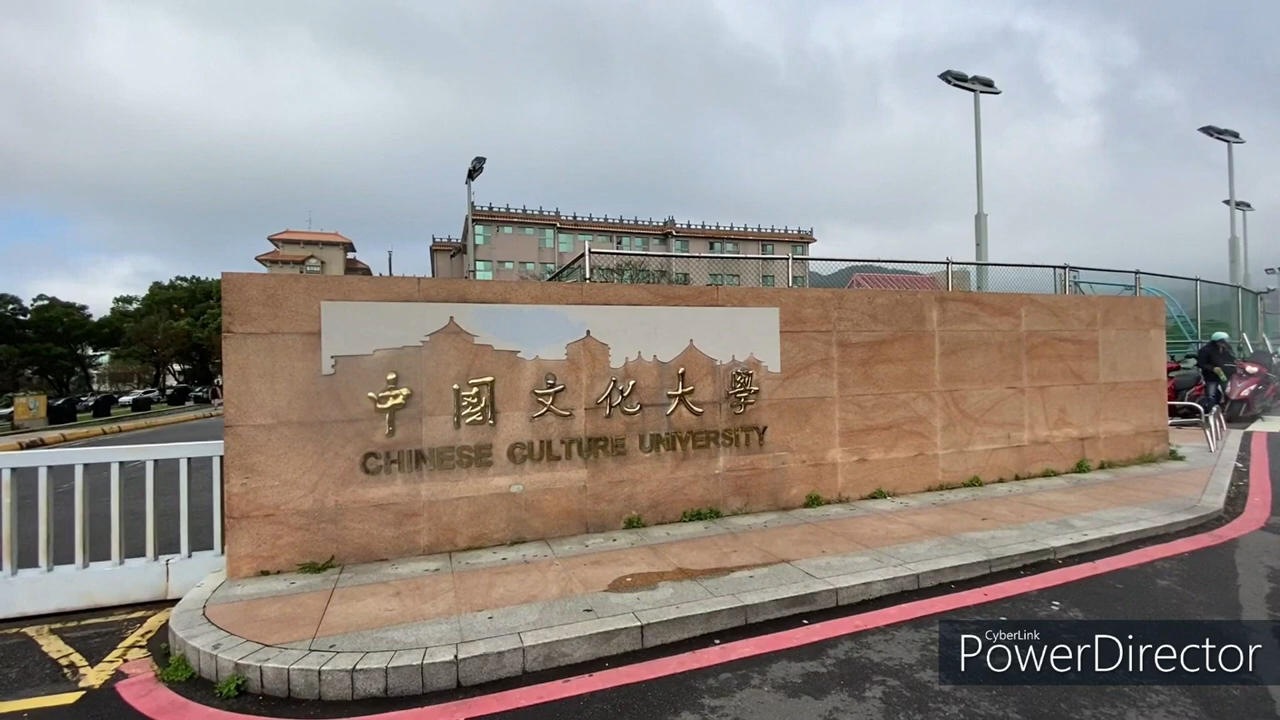 中國文化大學
CHINESE CULTURE UNIVERSITY
CyberLink
PowerDirector